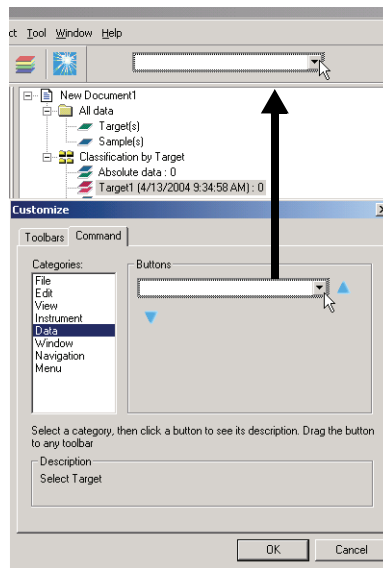 ct Tool Window Help
New Document1
All data
Target(s)
Sample(s)
Classification by Target
Absolute data : 0
Target1 (4/13/2004 9:34:58 AM) : 0
Customize
Toolbars Command
Categories:
Buttons
File
Edit
View
Instrument
Data
Window
Navigation
Menu
Select a category, then click a button to see its description. Drag the button
to any toolbar
Description
Select Target
OK Cancel